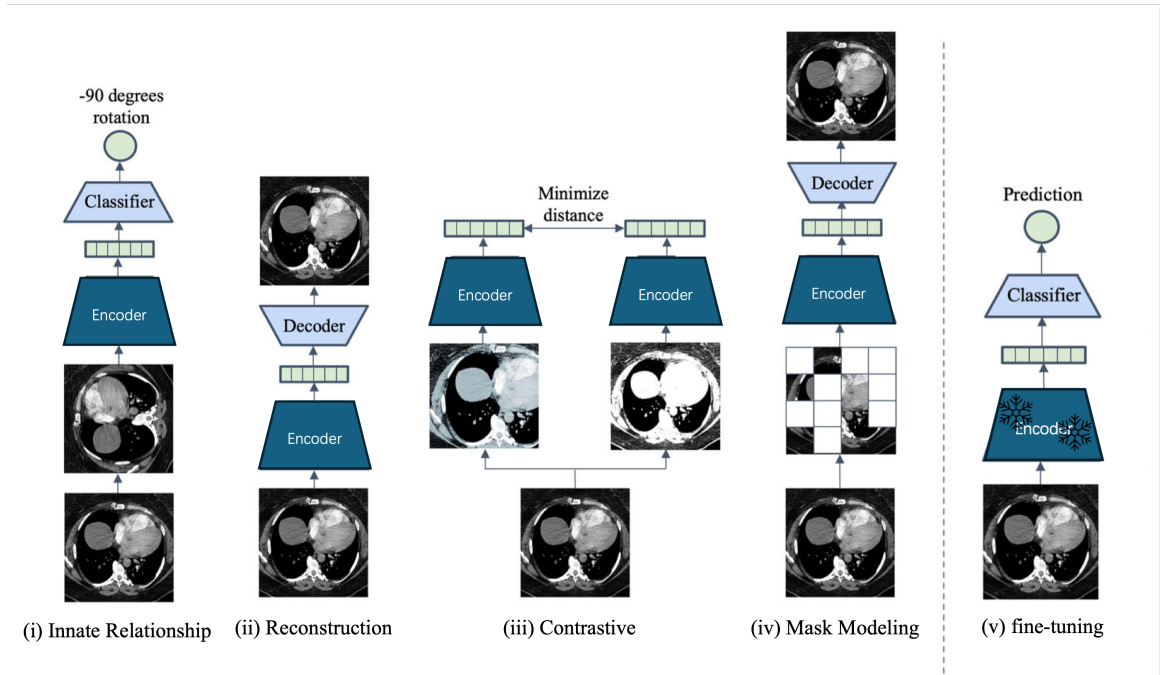 -90 degrees
rotation
Classifier
Encoder
(i) Innate Relationship
Decoder
Encoder
(ii) Reconstruction
Minimize
distance
Encoder
Encoder
(iii) Contrastive
Decoder
Encoder
(iv) Mask Modeling
Prediction
Classifier
Encoder
(v) fine-tuning